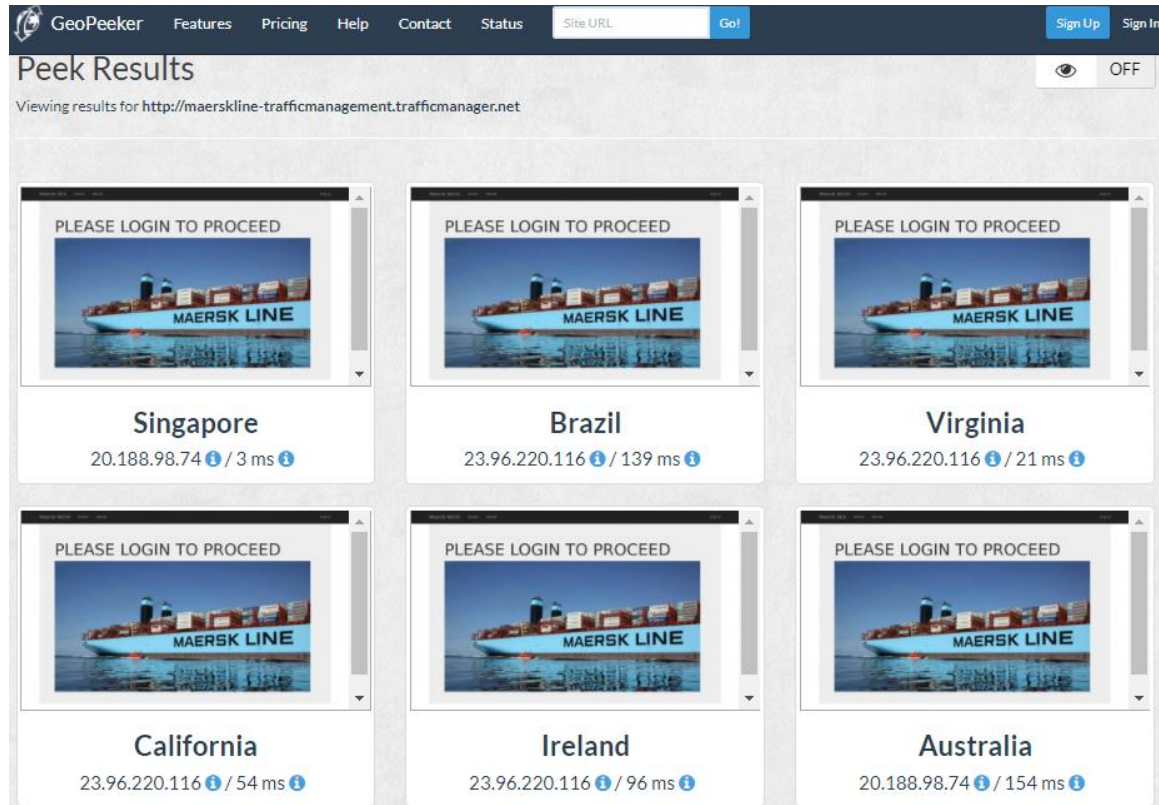 GeoPeeker Features Pricing Help Contact Status Site URL Go! Sign Up Sign In
Peek Results
OFF
Viewing results for http://maerskline-trafficmanagement.trafficmanager.net
PLEASE LOGIN TO PROCEED
MAERSK LINE
Singapore
20.188.98.74 / 3 ms
PLEASE LOGIN TO PROCEED
MAERSK LINE
Brazil
23.96.220.116 / 139 ms
PLEASE LOGIN TO PROCEED
MAERSK LINE
Virginia
23.96.220.116 / 21 ms
PLEASE LOGIN TO PROCEED
MAERSK LINE
California
23.96.220.116 / 54 ms
PLEASE LOGIN TO PROCEED
MAERSK LINE
Ireland
23.96.220.116 / 96 ms
PLEASE LOGIN TO PROCEED
MAERSK LINE
Australia
20.188.98.74 / 154 ms